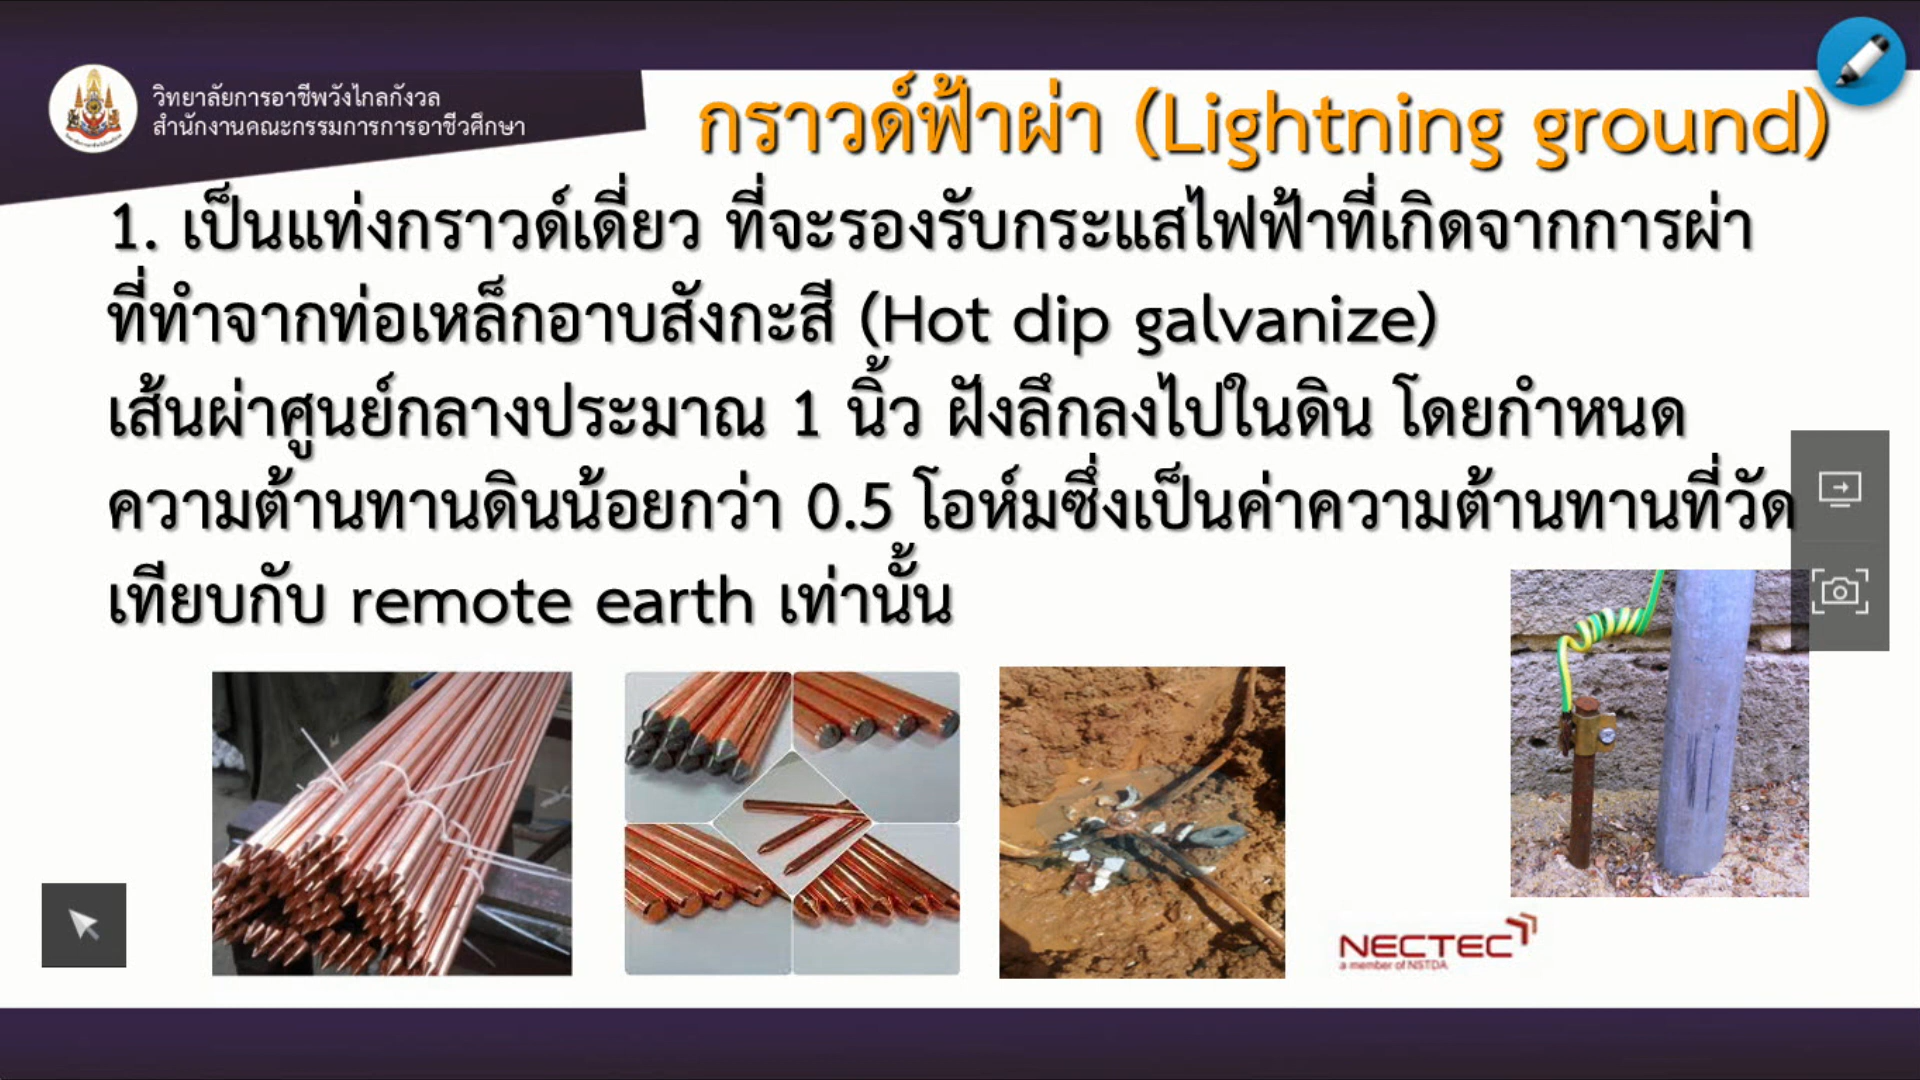 วิทยาลัยการอาชีพวังไกลกังวล
สำนักงานคณะกรรมการการอาชีวศึกษา
กราวด์ฟ้าผ่า (Lightning ground)
1. เป็นแท่งกราวด์เดี่ยว ที่จะรองรับกระแสไฟฟ้าที่เกิดจากการผ่า
ที่ทำจากท่อเหล็กอาบสังกะสี (Hot dip galvanize)
เส้นผ่าศูนย์กลางประมาณ 1 นิ้ว ฝังลึกลงไปในดิน โดยกำหนด
ความต้านทานดินน้อยกว่า 0.5 โอห์มซึ่งเป็นค่าความต้านทานที่วัด
เทียบกับ remote earth เท่านั้น
NECTEC
a member of NSTDA